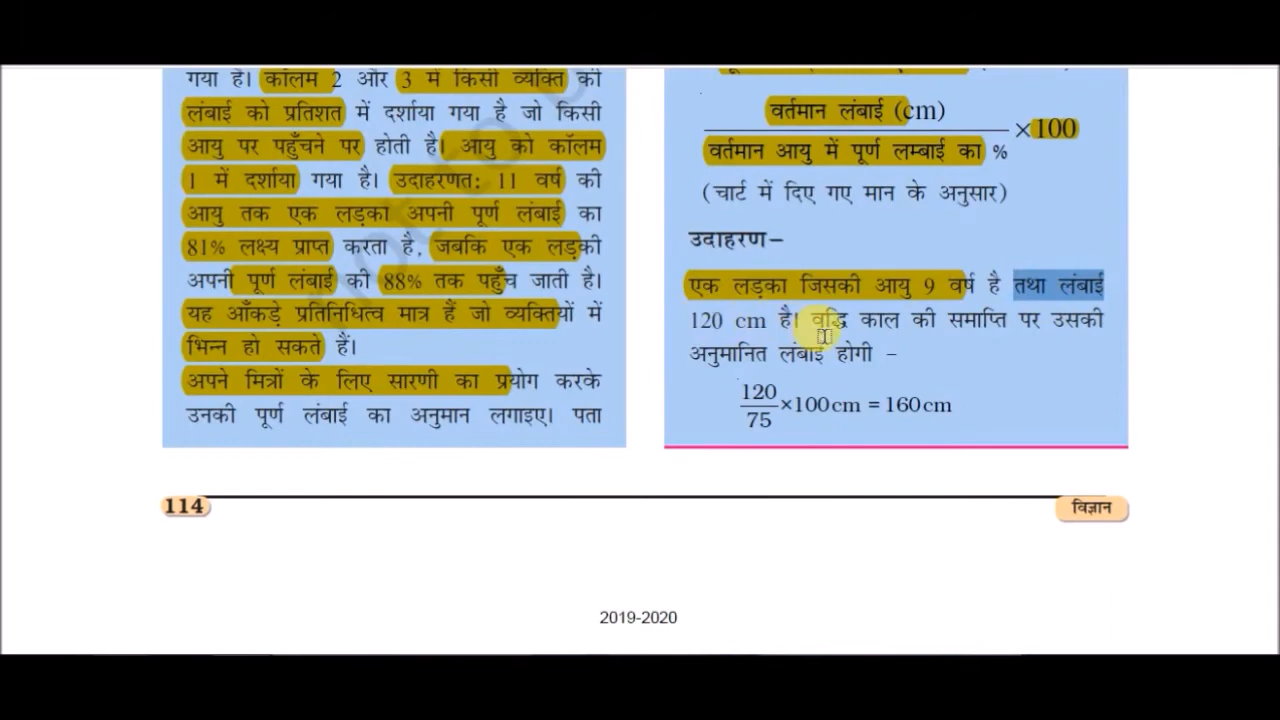 गया है। कॉलम 2 और 3 में किसी व्यक्ति की
लंबाई को प्रतिशत में दर्शाया गया है जो किसी
आयु पर पहुँचने पर होती है। आयु को कॉलम
1 में दर्शाया गया है। उदाहरणत: 11 वर्ष की
आयु तक एक लड़का अपनी पूर्ण लंबाई का
81% लक्ष्य प्राप्त करता है, जबकि एक लड़की
अपनी पूर्ण लंबाई की 88% तक पहुँच जाती है।
यह आँकड़े प्रतिनिधित्व मात्र हैं जो व्यक्तियों में
भिन्न हो सकते हैं।
अपने मित्रों के लिए सारणी का प्रयोग करके
उनकी पूर्ण लंबाई का अनुमान लगाइए। पता
वर्तमान लंबाई (cm)
वर्तमान आयु में पूर्ण लम्बाई का %
×100
(चार्ट में दिए गए मान के अनुसार)
उदाहरण–
एक लड़का जिसकी आयु 9 वर्ष है तथा लंबाई
120 cm है। वृद्धि काल की समाप्ति पर उसकी
अनुमानित लंबाई होगी –
120
75
×100cm = 160cm
114
विज्ञान
2019-2020